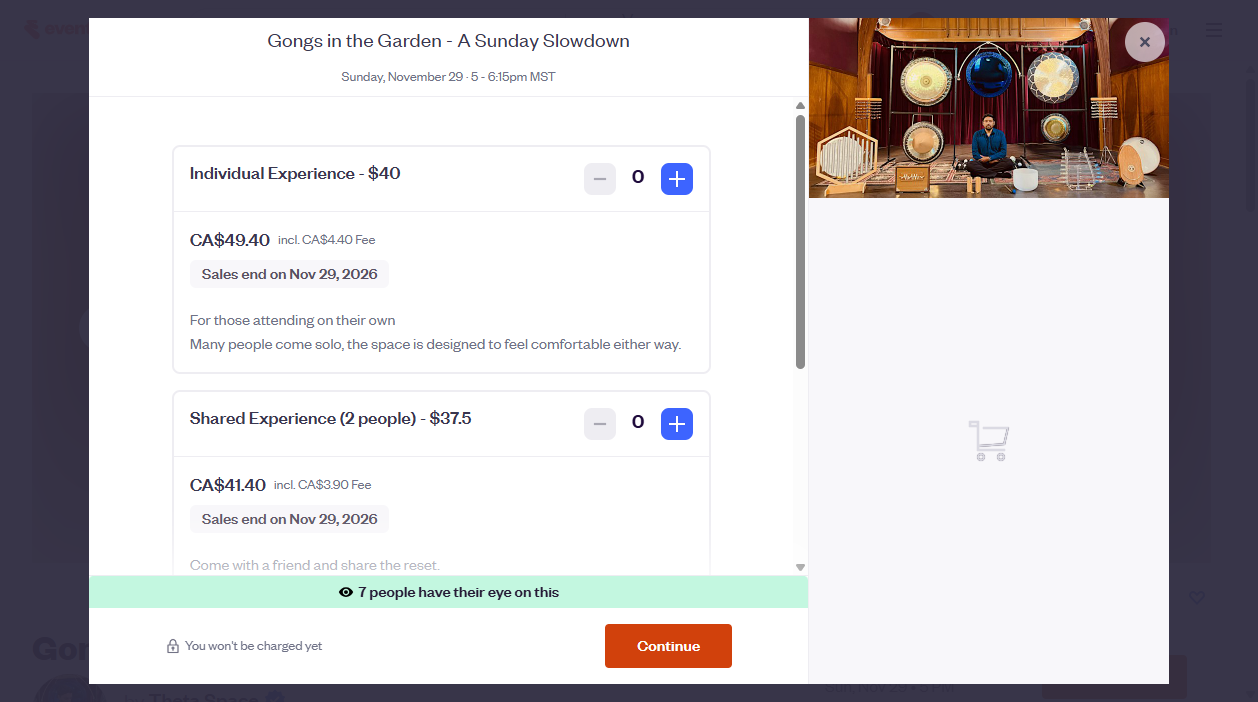 Gongs in the Garden - A Sunday Slowdown
Sunday, November 29 · 5 - 6:15pm MST
Individual Experience - $40
0
CA$49.40 incl. CA$4.40 Fee
Sales end on Nov 29, 2026
For those attending on their own
Many people come solo, the space is designed to feel comfortable either way.
Shared Experience (2 people) - $37.5
0
CA$41.40 incl. CA$3.90 Fee
Sales end on Nov 29, 2026
Come with a friend and share the reset.
7 people have their eye on this
You won't be charged yet
Continue